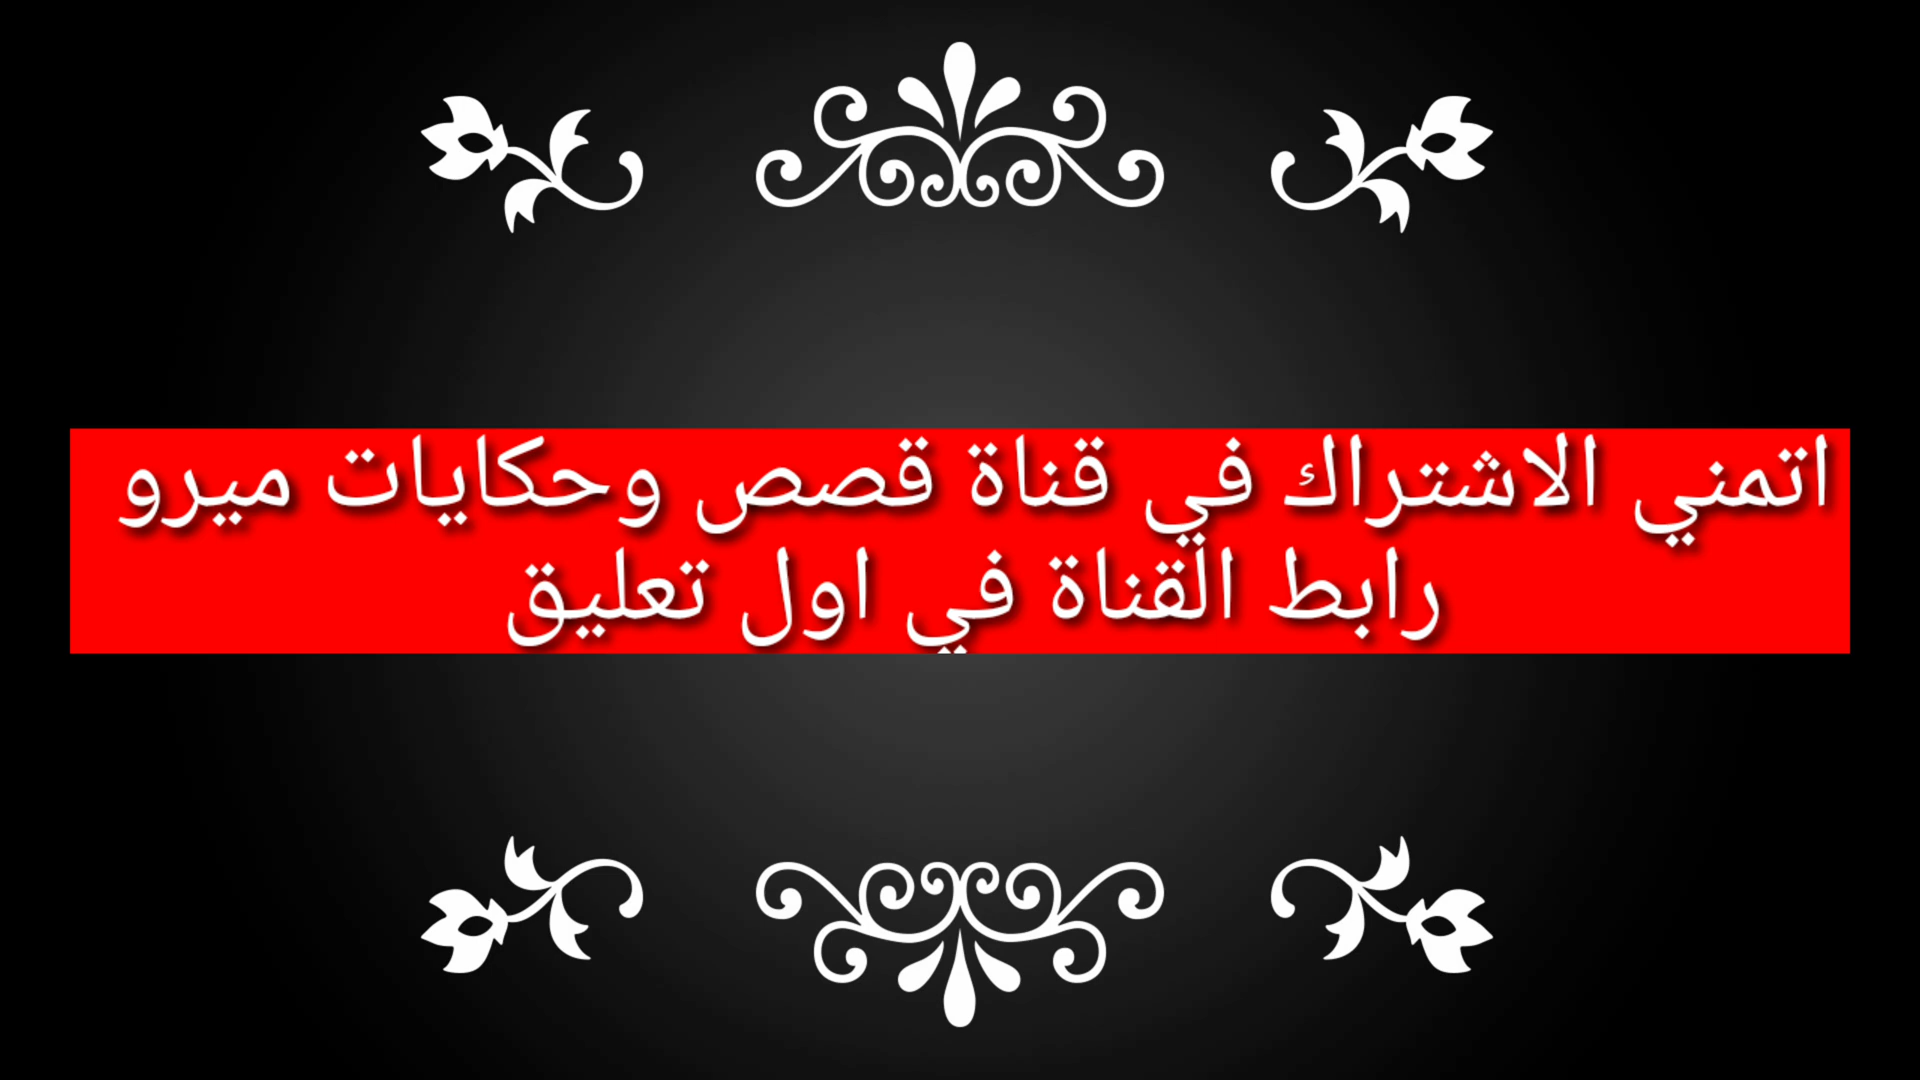 اتمني الاشتراك في قناة قصص وحكايات ميرو
رابط القناة في اول تعليق